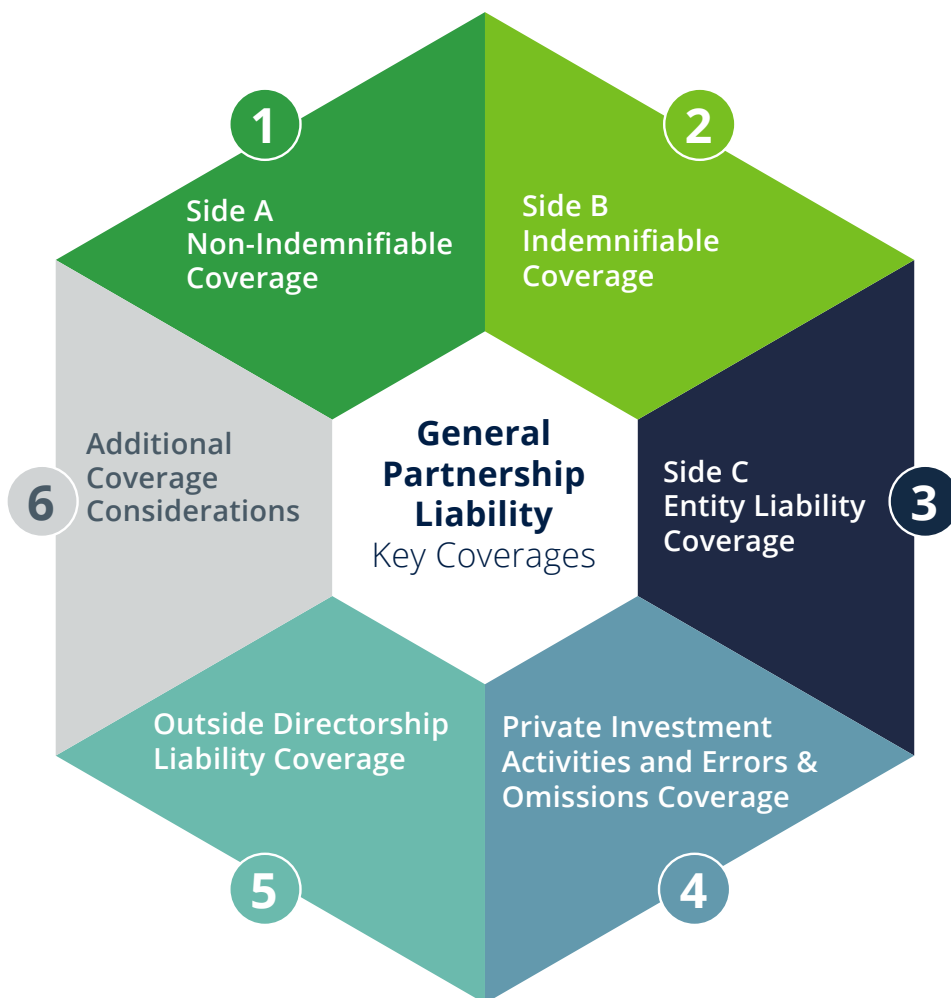 1
Side A
Non-Indemnifiable
Coverage
2
Side B
Indemnifiable
Coverage
General
Partnership
Liability
Key Coverages
3
Side C
Entity Liability
Coverage
4
Private Investment
Activities and Errors &
Omissions Coverage
5
Outside Directorship
Liability Coverage
6
Additional
Coverage
Considerations